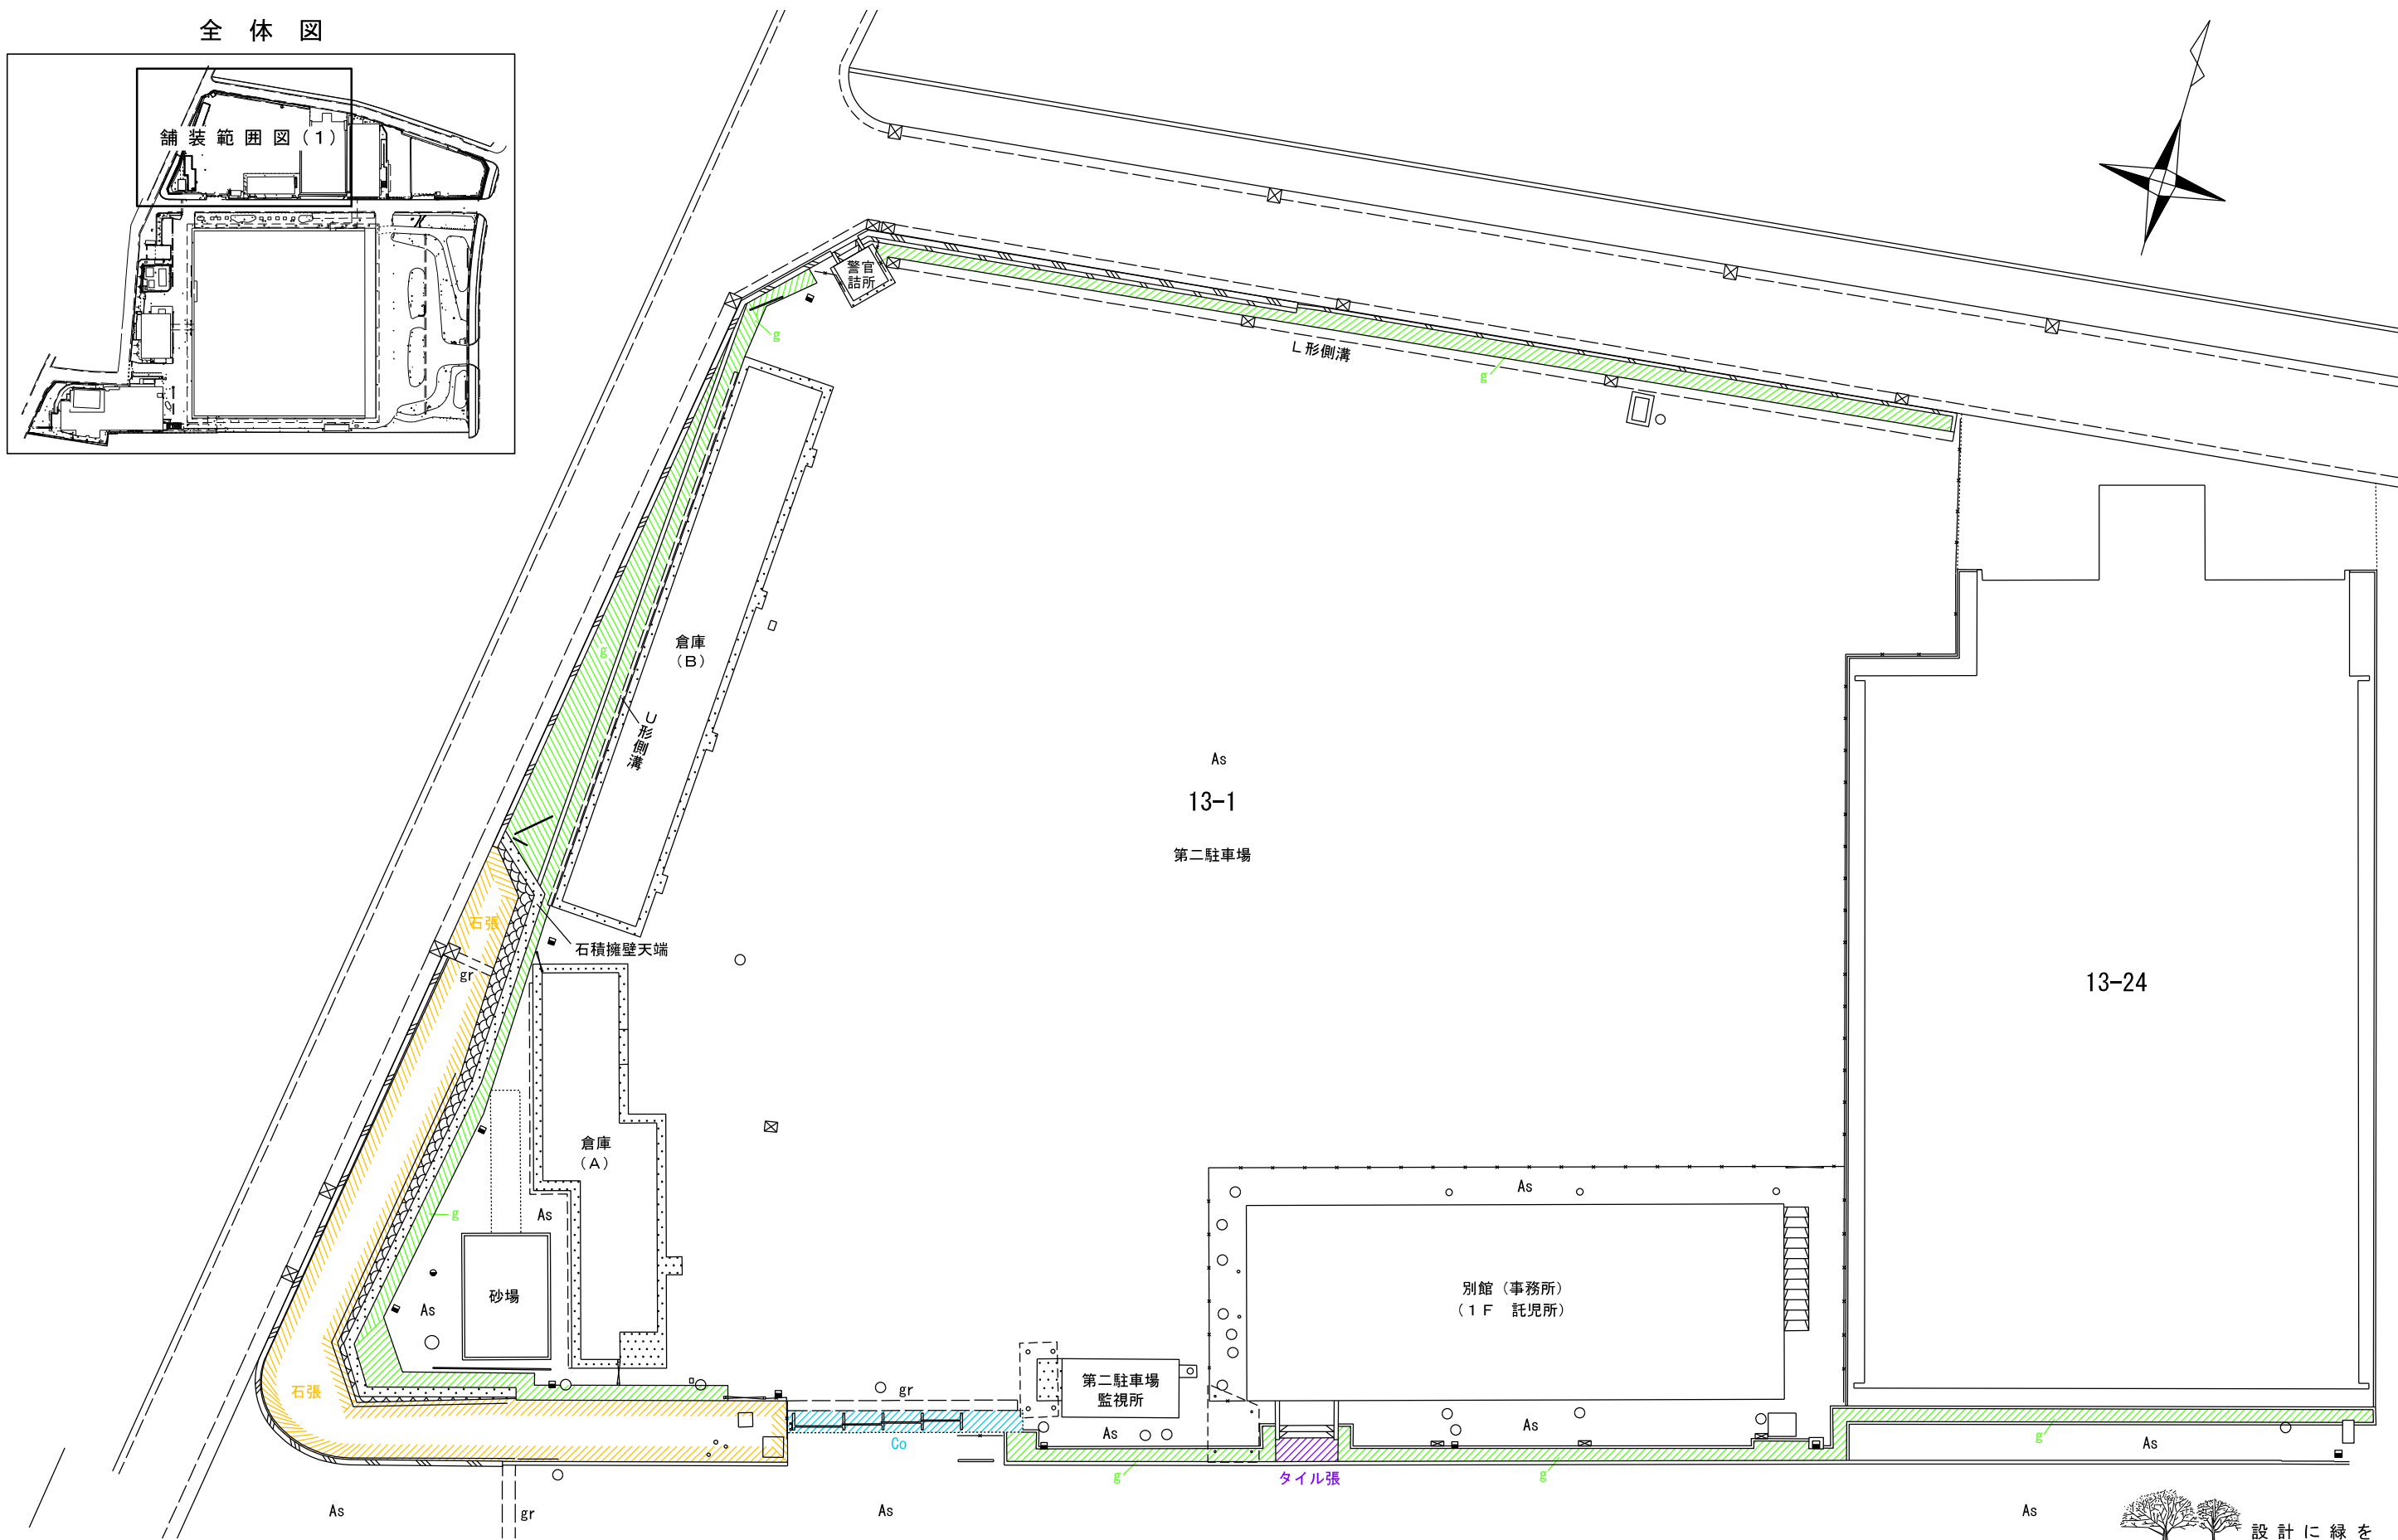 全体図
舗装範囲図(1)
警官
詰所
g
L形側溝
g
倉庫
(B)
g
U形側溝
As
13-1
第二駐車場
石張
石積擁壁天端
gr
13-24
倉庫
(A)
As
As
g
砂場
As
別館(事務所)
(1F 託児所)
石張
第二駐車場
監視所
gr
As
As
Co
g
タイル張
g
g
As
As
gr
As
As
設計に緑を